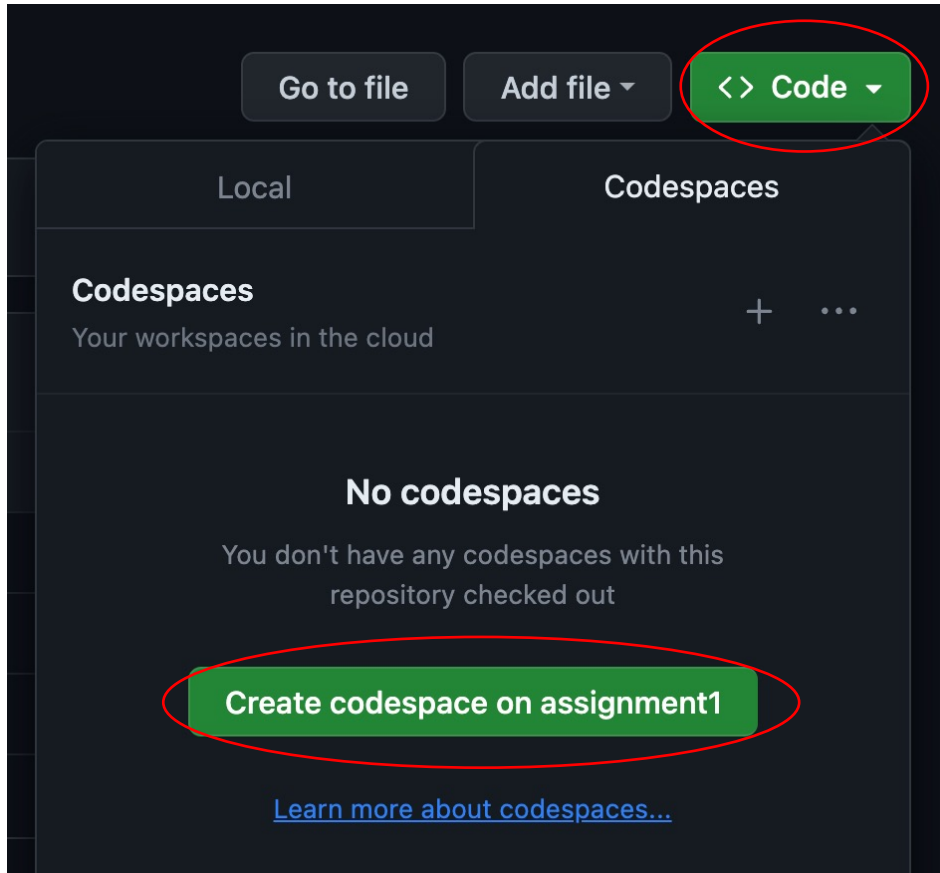 Go to file
Add file
<> Code
Local
Codespaces
Codespaces
Your workspaces in the cloud
No codespaces
You don't have any codespaces with this
repository checked out
Create codespace on assignment1
Learn more about codespaces...